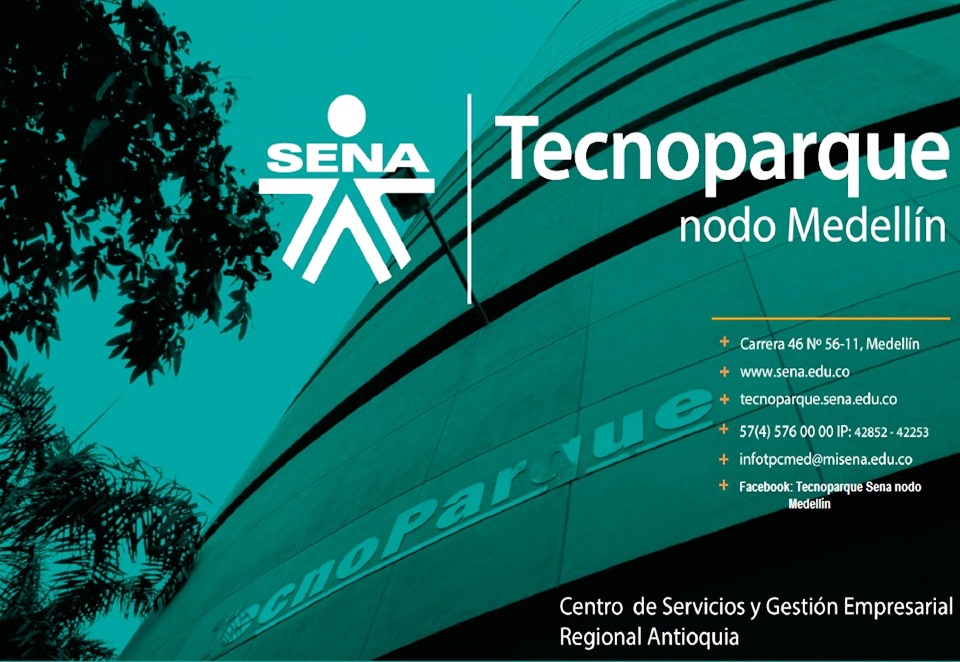 SENA
Tecnoparque
nodo Medellín
Carrera 46 Nº 56-11, Medellín
www.sena.edu.co
tecnoparque.sena.edu.co
57(4) 576 00 00 IP: 42852 - 42253
infotpcmed@misena.edu.co
Facebook: Tecnoparque Sena nodo
Medellín
TecnoParque
Centro de Servicios y Gestión Empresarial
Regional Antioquia